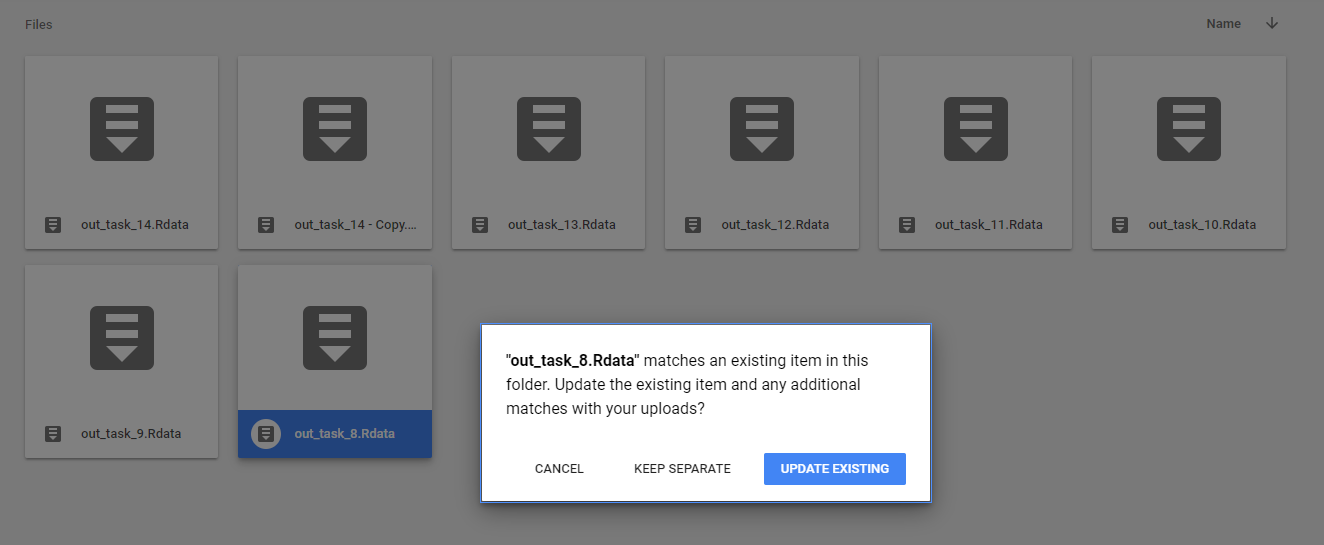 Files
Name
out_task_14.Rdata
out_task_14 - Copy....
out_task_13.Rdata
out_task_12.Rdata
out_task_11.Rdata
out_task_10.Rdata
out_task_9.Rdata
out_task_8.Rdata
"out_task_8.Rdata" matches an existing item in this
folder. Update the existing item and any additional
matches with your uploads?
CANCEL
KEEP SEPARATE
UPDATE EXISTING